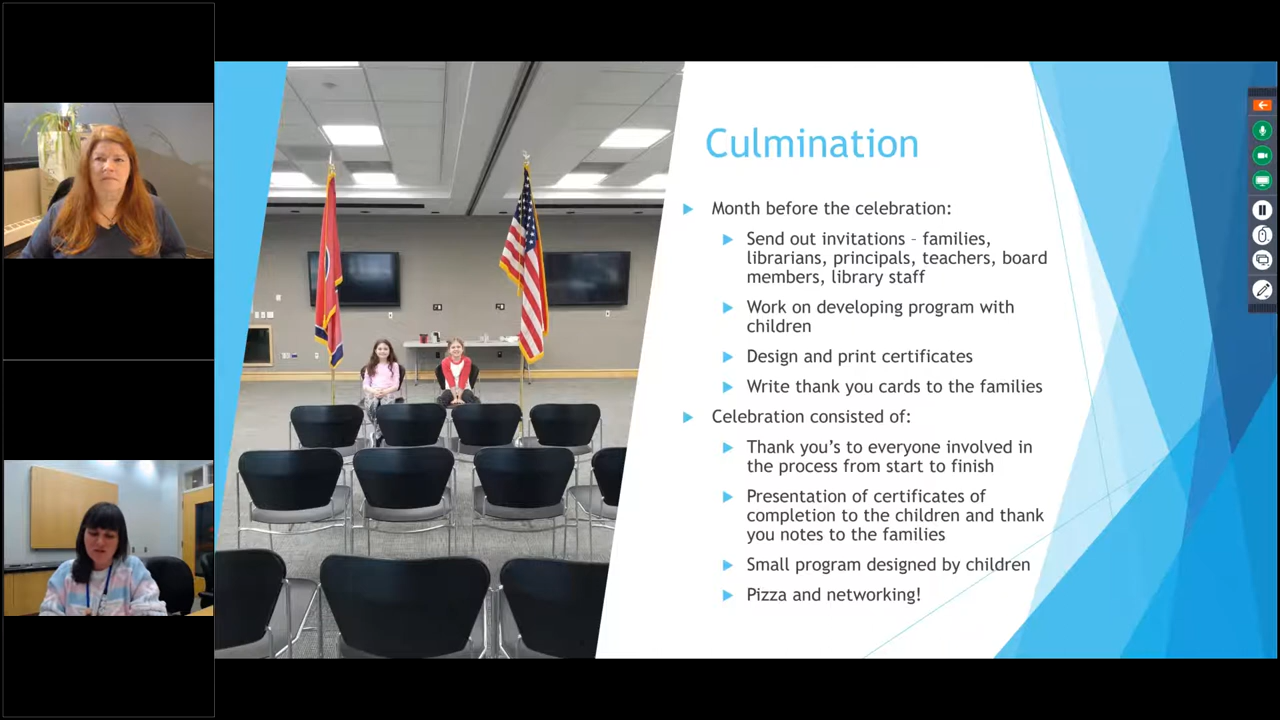 Culmination
Month before the celebration:
Send out invitations – families,
librarians, principals, teachers, board
members, library staff
Work on developing program with
children
Design and print certificates
Write thank you cards to the families
Celebration consisted of:
Thank you's to everyone involved in
the process from start to finish
Presentation of certificates of
completion to the children and thank
you notes to the families
Small program designed by children
Pizza and networking!